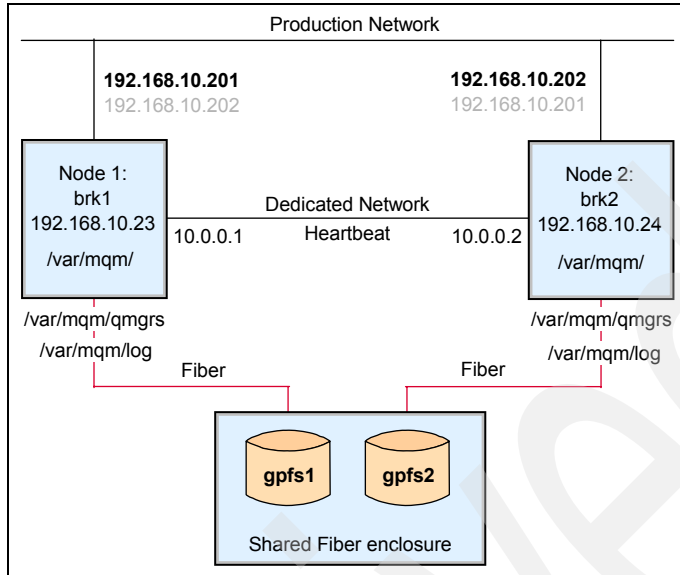 Production Network
192.168.10.201
192.168.10.202
192.168.10.202
192.168.10.201
Node 1:
brk1
192.168.10.23
/var/mqm/
Dedicated Network
10.0.0.1
Heartbeat
10.0.0.2
Node 2:
brk2
192.168.10.24
/var/mqm/
/var/mqm/qmgrs
/var/mqm/log
/var/mqm/qmgrs
/var/mqm/log
Fiber
Fiber
gpfs1
gpfs2
Shared Fiber enclosure